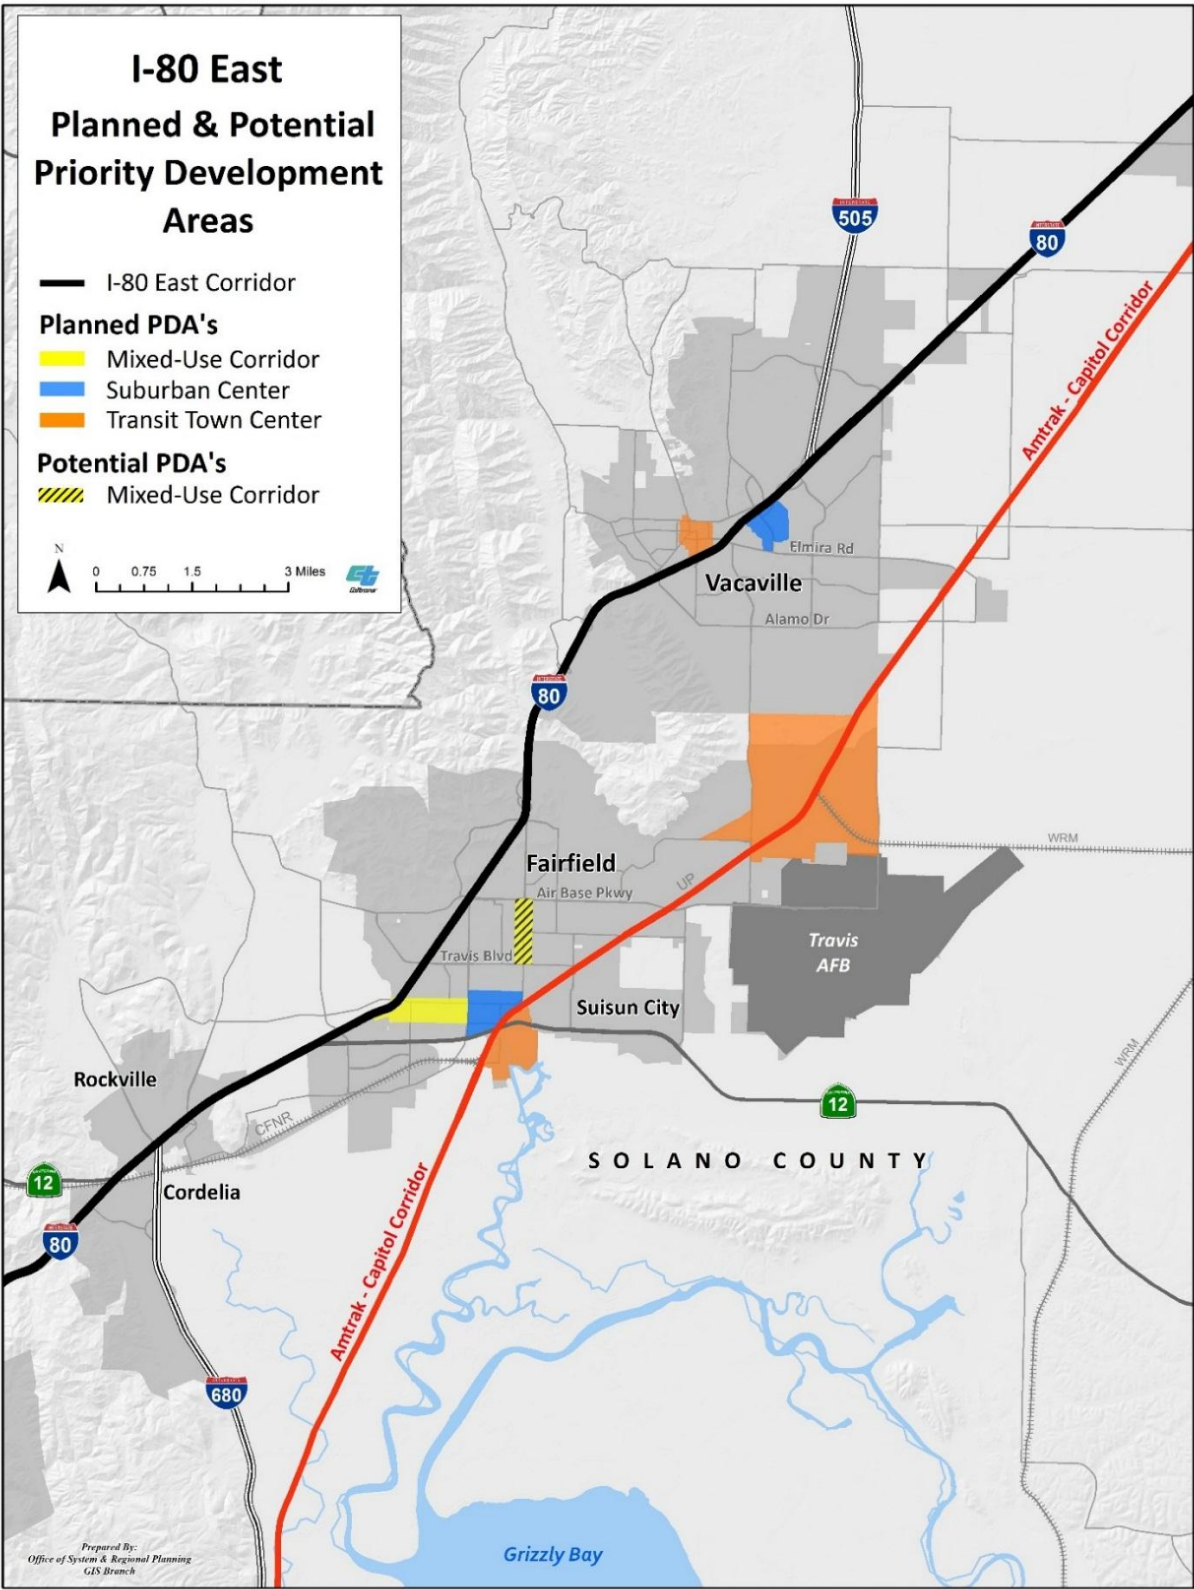 I-80 East
Planned & Potential
Priority Development
Areas
I-80 East Corridor
Planned PDA's
Mixed-Use Corridor
Suburban Center
Transit Town Center
Potential PDA's
Mixed-Use Corridor
N
0 0.75 1.5 3 Miles
Caltrans
505
80
Amtrak - Capitol Corridor
Elmira Rd
Vacaville
Alamo Dr
80
WRM
Fairfield
UP
Air Base Pkwy
Travis
AFB
Travis Blvd
Suisun City
Rockville
WRM
12
CFNR
SOLANO COUNTY
12
Cordelia
80
Amtrak - Capitol Corridor
680
Grizzly Bay
Prepared By:
Office of System & Regional Planning
GIS Branch